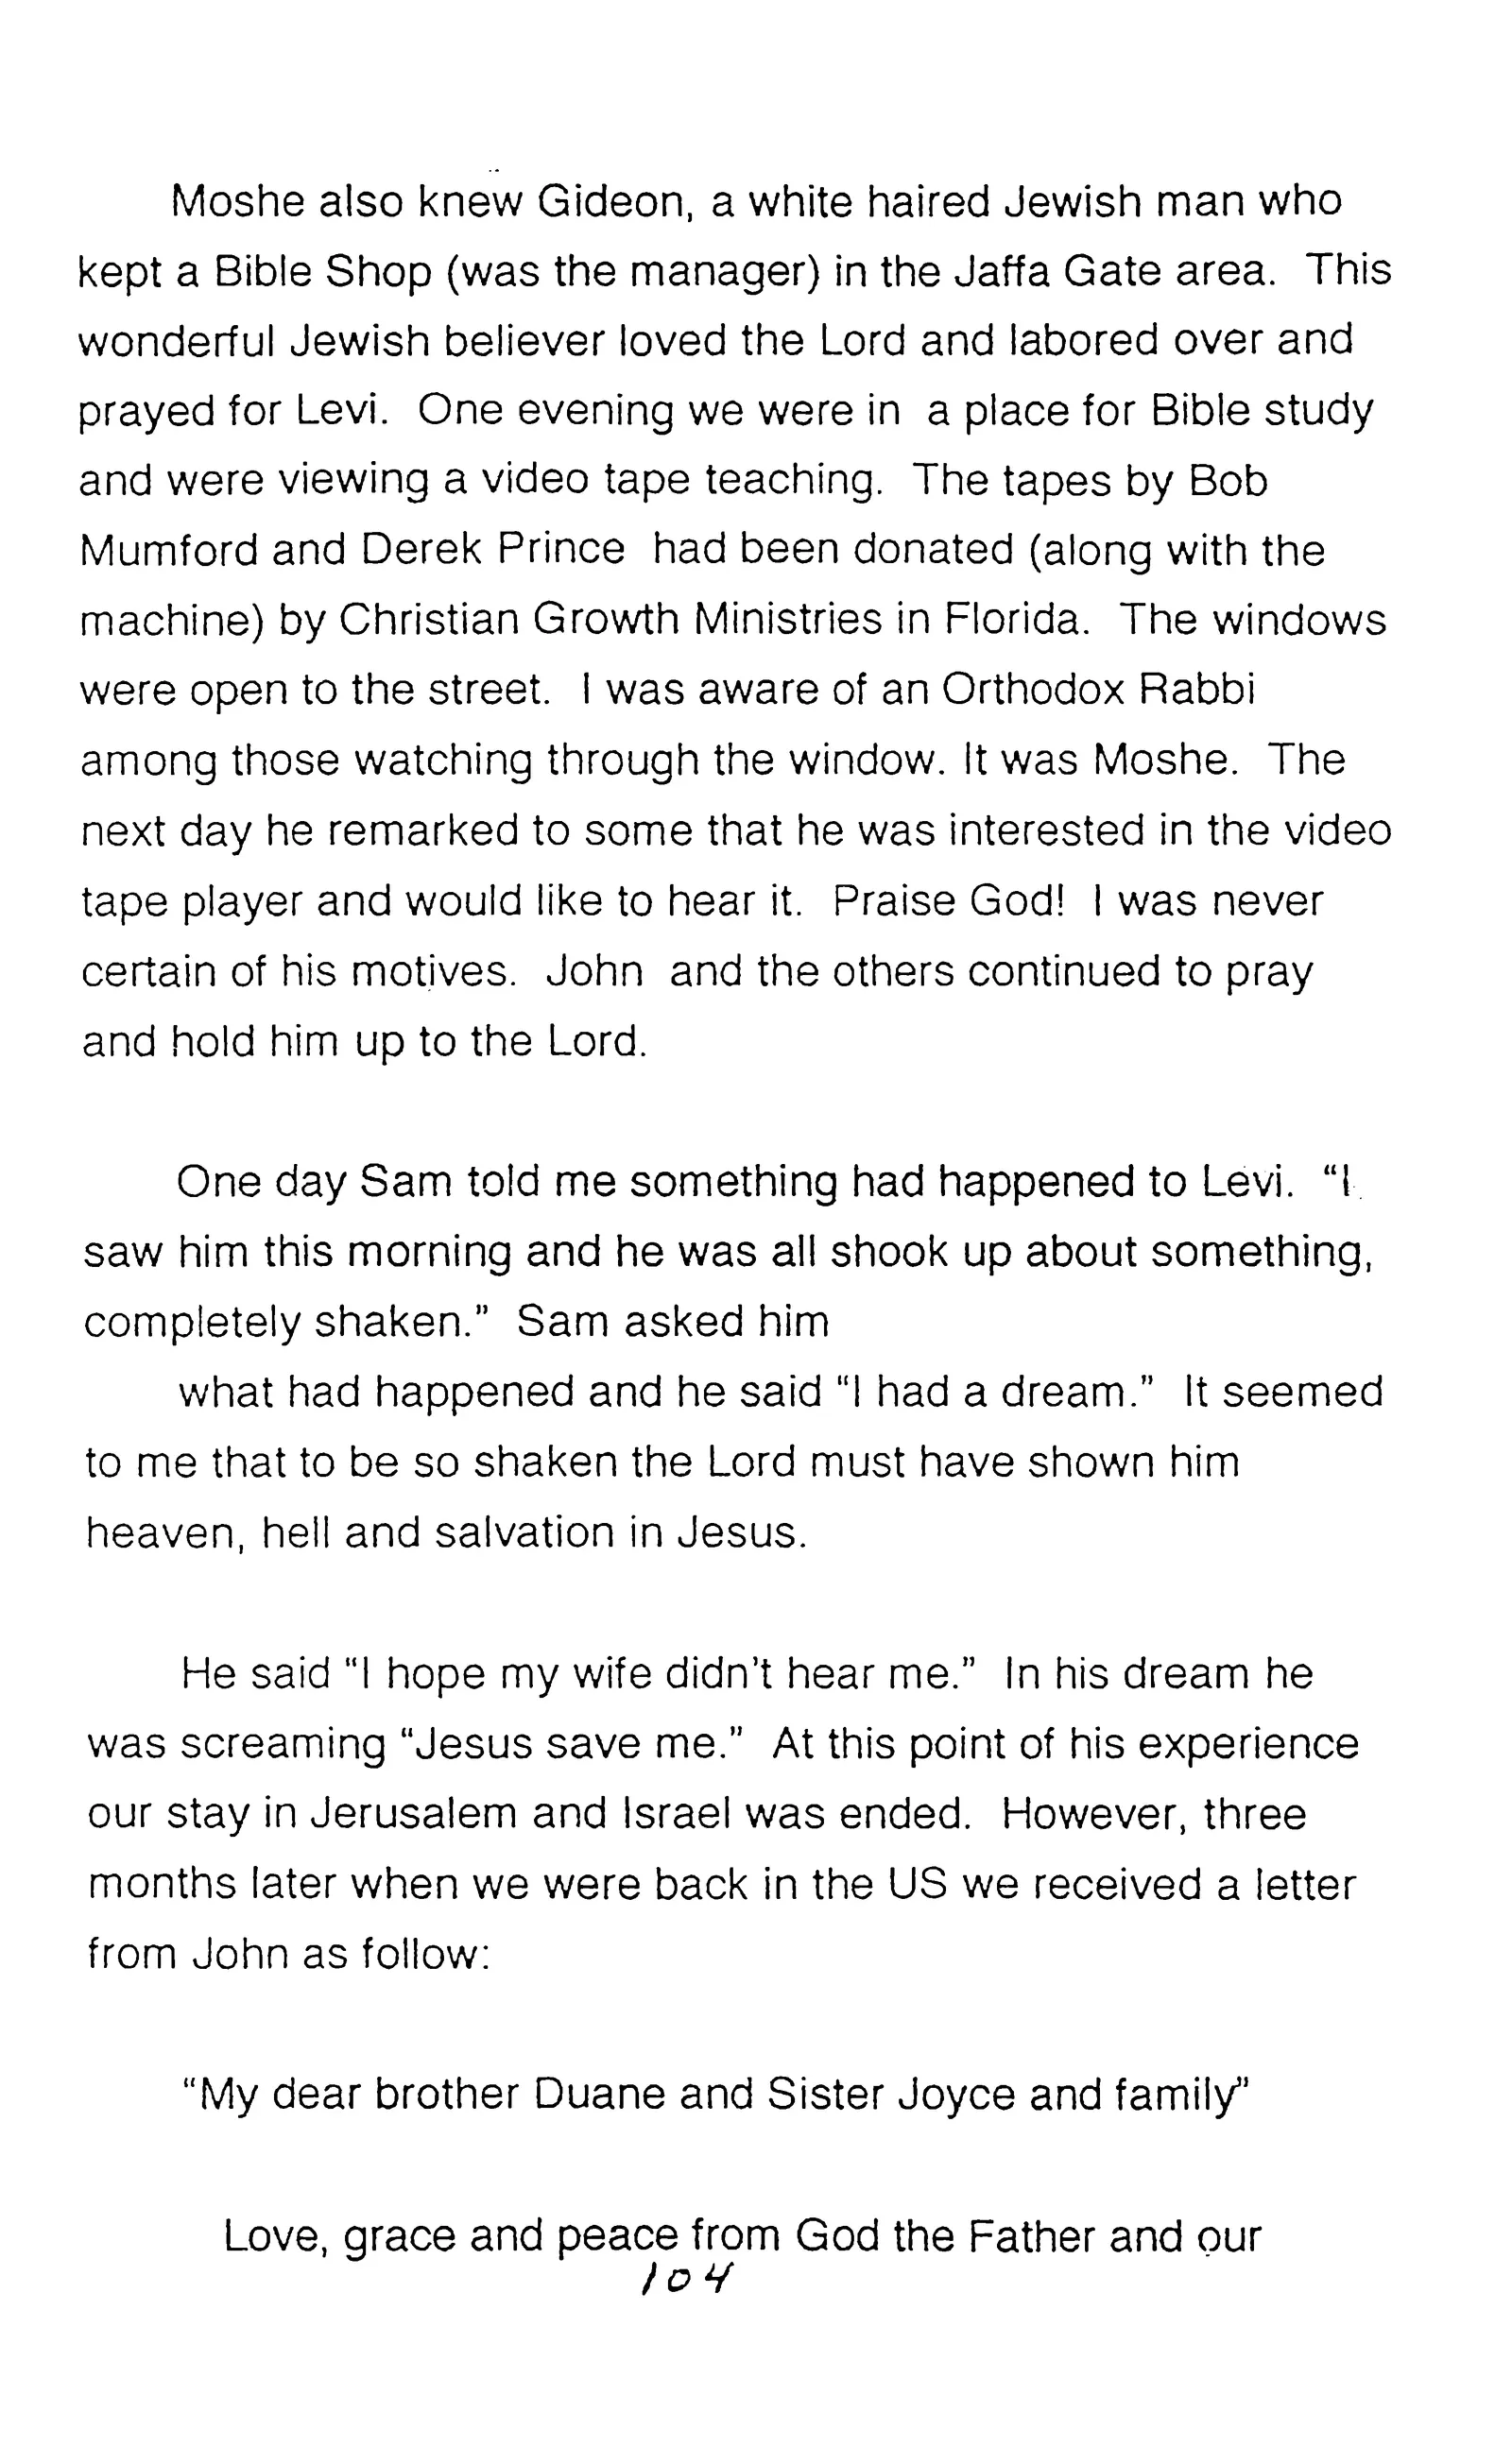 Moshe also knew Gideon, a white haired Jewish man who
kept a Bible Shop (was the manager) in the Jaffa Gate area.  This
wonderful Jewish believer loved the Lord and labored over and
prayed for Levi.  One evening we were in  a place for Bible study
and were viewing a video tape teaching.  The tapes by Bob
Mumford and Derek Prince  had been donated (along with the
machine) by Christian Growth Ministries in Florida.  The windows
were open to the street.  I was aware of an Orthodox Rabbi
among those watching through the window. It was Moshe.  The
next day he remarked to some that he was interested in the video
tape player and would like to hear it.  Praise God!  I was never
certain of his motives.  John  and the others continued to pray
and hold him up to the Lord.
One day Sam told me something had happened to Levi.  “I
saw him this morning and he was all shook up about something,
completely shaken.”  Sam asked him
what had happened and he said “I had a dream.”  It seemed
to me that to be so shaken the Lord must have shown him
heaven, hell and salvation in Jesus.
He said “I hope my wife didn’t hear me.”  In his dream he
was screaming “Jesus save me.”  At this point of his experience
our stay in Jerusalem and Israel was ended.  However, three
months later when we were back in the US we received a letter
from John as follow:
“My dear brother Duane and Sister Joyce and family”
Love, grace and peace from God the Father and our
104